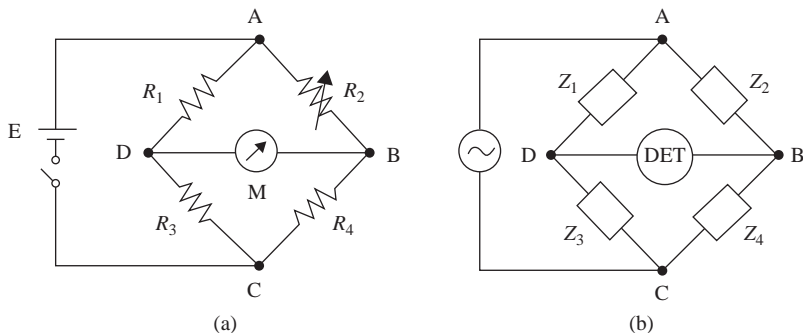 A
A
R₁
R₂
Z₁
Z₂
E
D
B
D
DET
B
M
R₃
R₄
Z₃
Z₄
C
C
(a)
(b)